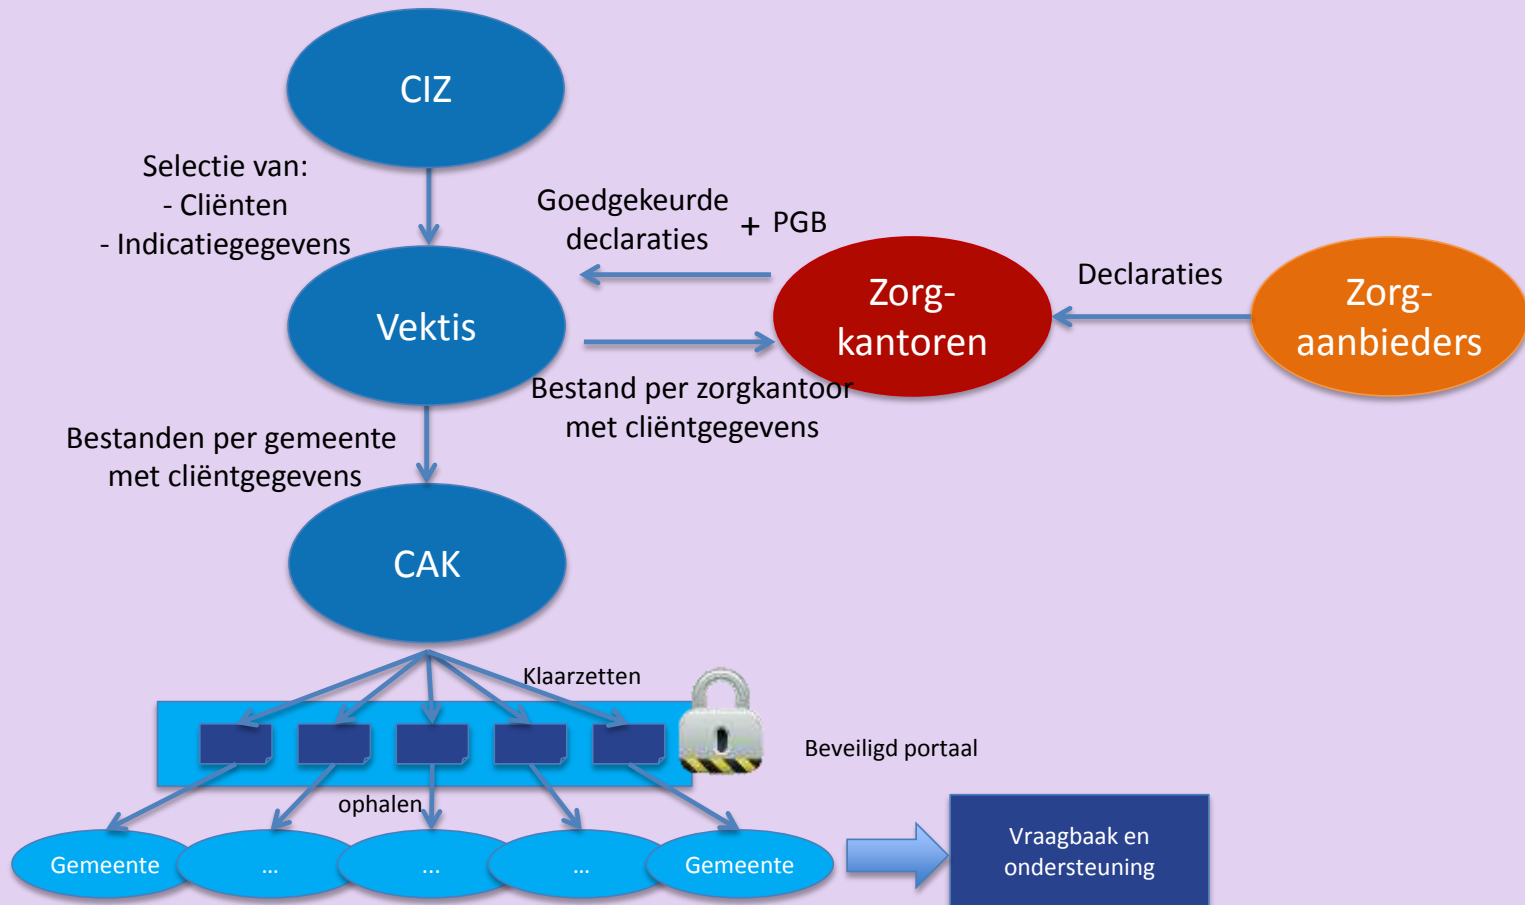 CIZ
Selectie van:
- Cliënten
- Indicatiegegevens
Goedgekeurde
declaraties
+ PGB
Declaraties
Vektis
Zorg-
kantoren
Zorg-
aanbieders
Bestand per zorgkantoor
met cliëntgegevens
Bestanden per gemeente
met cliëntgegevens
CAK
Klaarzetten
Beveiligd portaal
ophalen
Gemeente
...
...
...
Gemeente
Vraagbaak en
ondersteuning